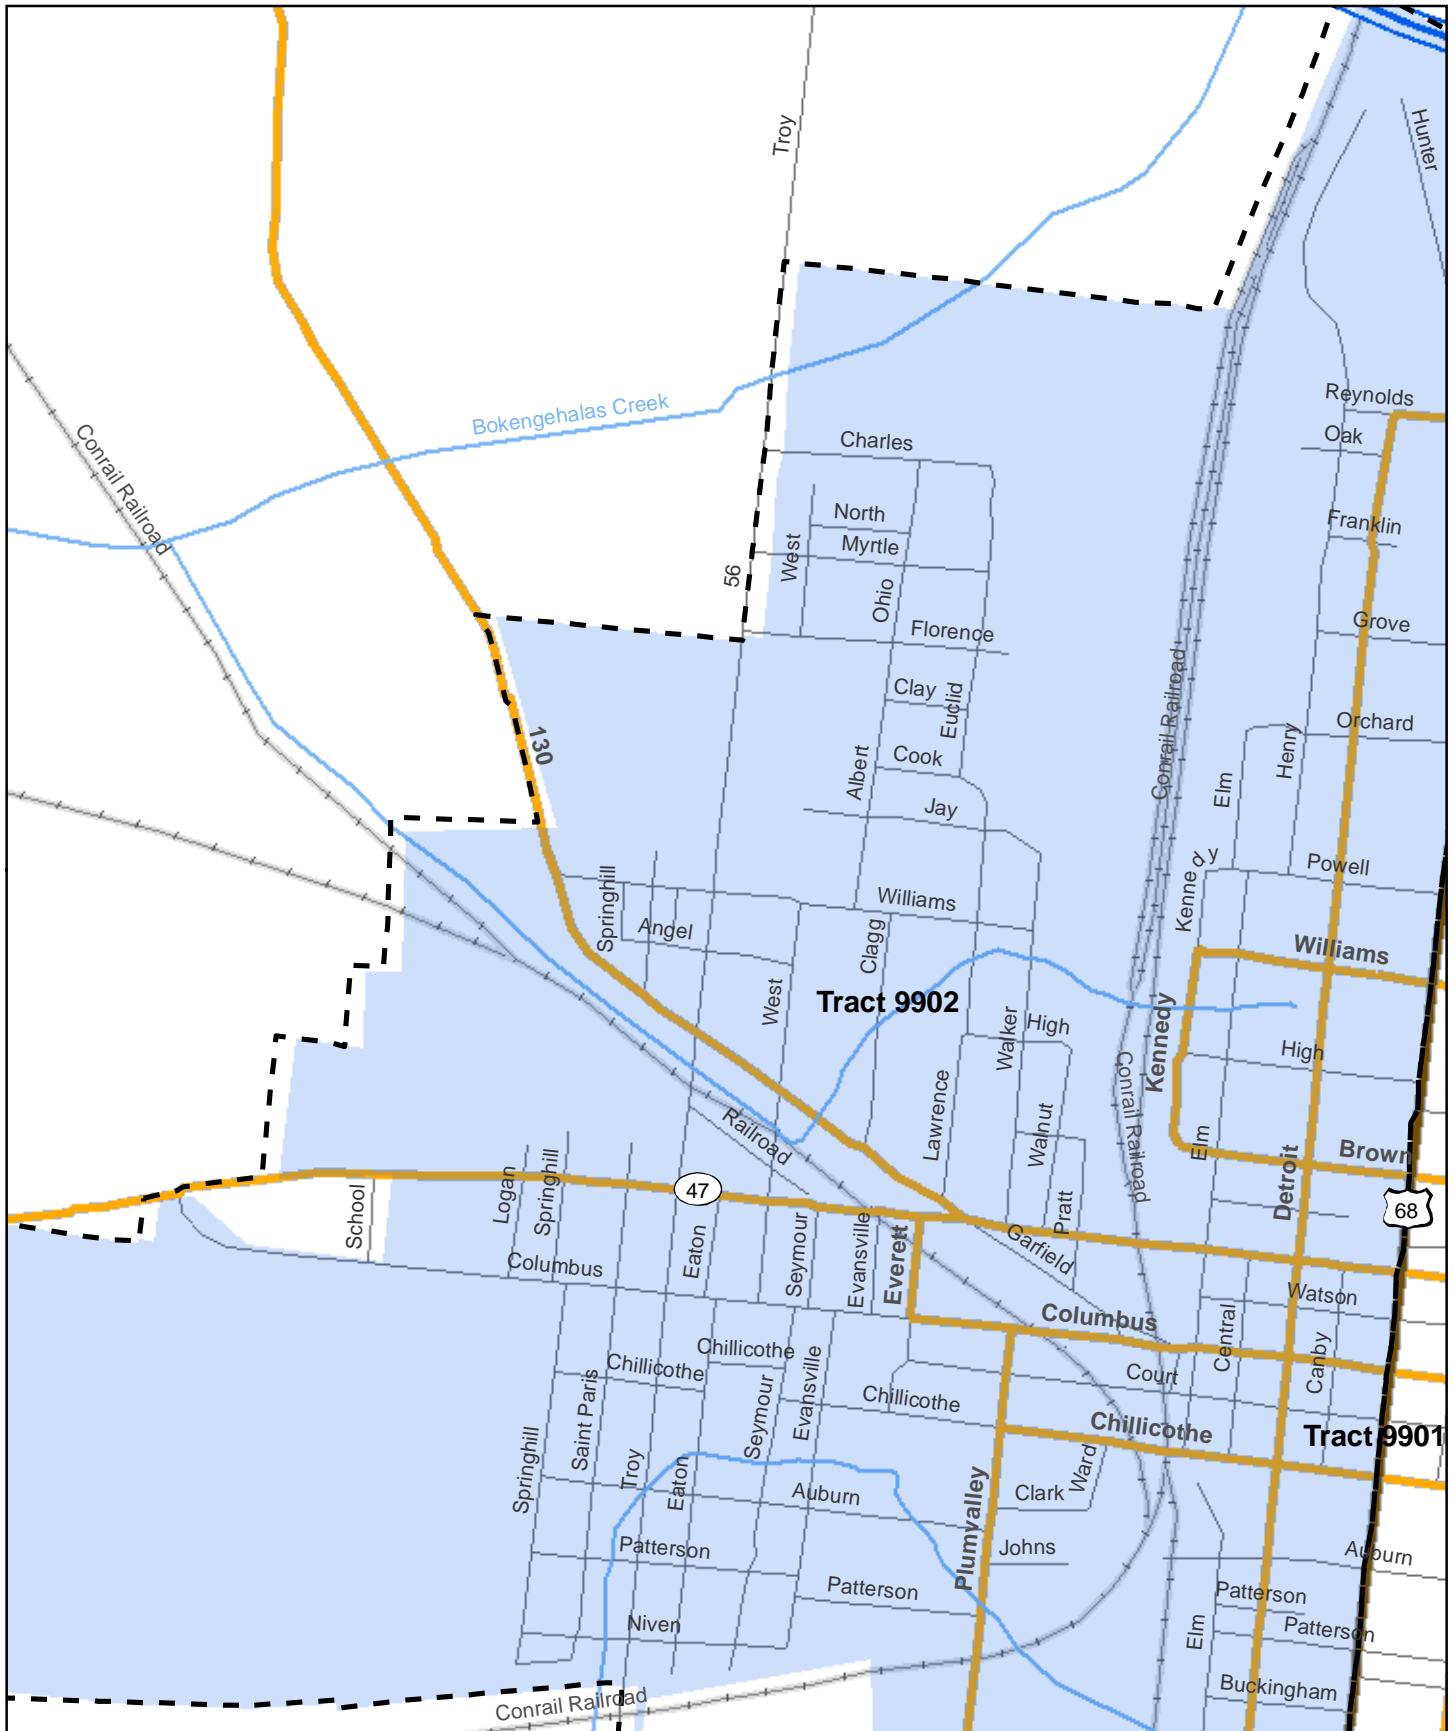 Troy
Hunter
Reynolds
Bokengehalas Creek
Conrail Railroad
Charles
Oak
North
Franklin
Myrtle
West
56
Ohio
Florence
Grove
Conrail Railroad
Clay
Euclid
Orchard
130
Henry
Cook
Albert
Elm
Jay
Kennedy
Powell
Springhill
Angel
Williams
Clagg
Williams
West
Tract 9902
Walker
High
Kennedy
High
Lawrence
Conrail Railroad
Railroad
Walnut
Elm
Brown
Logan
Springhill
47
Detroit
68
School
Pratt
Garfield
Columbus
Eaton
Seymour
Evansville
Everett
Watson
Columbus
Central
Canby
Chillicothe
Chillicothe
Evansville
Court
Saint Paris
Seymour
Chillicothe
Chillicothe
Tract 9901
Springhill
Troy
Eaton
Auburn
Ward
Clark
Plumvalley
Johns
Patterson
Auburn
Patterson
Patterson
Niven
Elm
Patterson
Buckingham
Conrail Railroad